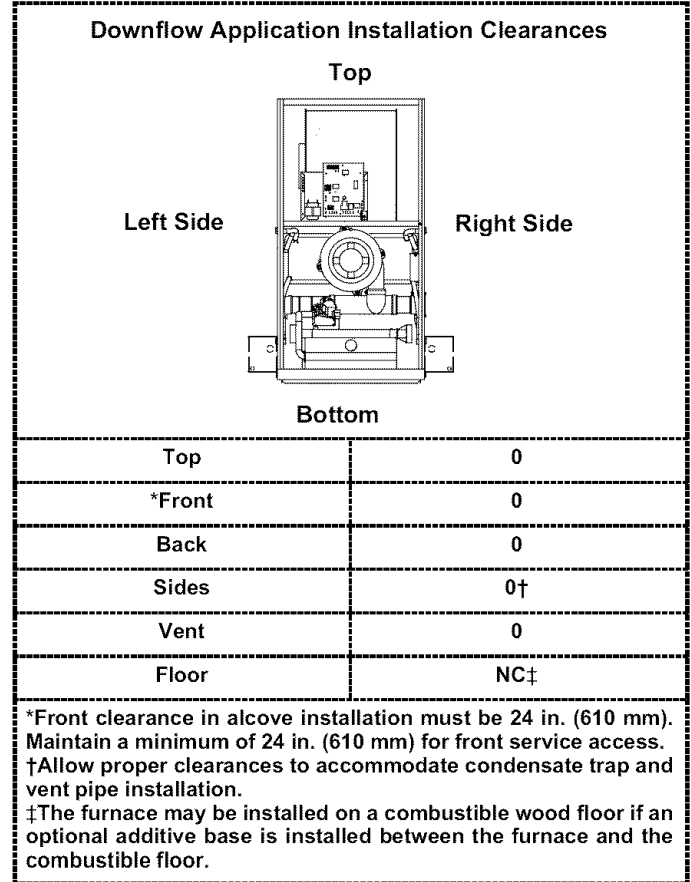 Downflow Application Installation Clearances
Top
Left Side
Right Side
Bottom
Top 0
*Front 0
Back 0
Sides 0†
Vent 0
Floor NC‡
*Front clearance in alcove installation must be 24 in. (610 mm).
Maintain a minimum of 24 in. (610 mm) for front service access.
†Allow proper clearances to accommodate condensate trap and
vent pipe installation.
‡The furnace may be installed on a combustible wood floor if an
optional additive base is installed between the furnace and the
combustible floor.